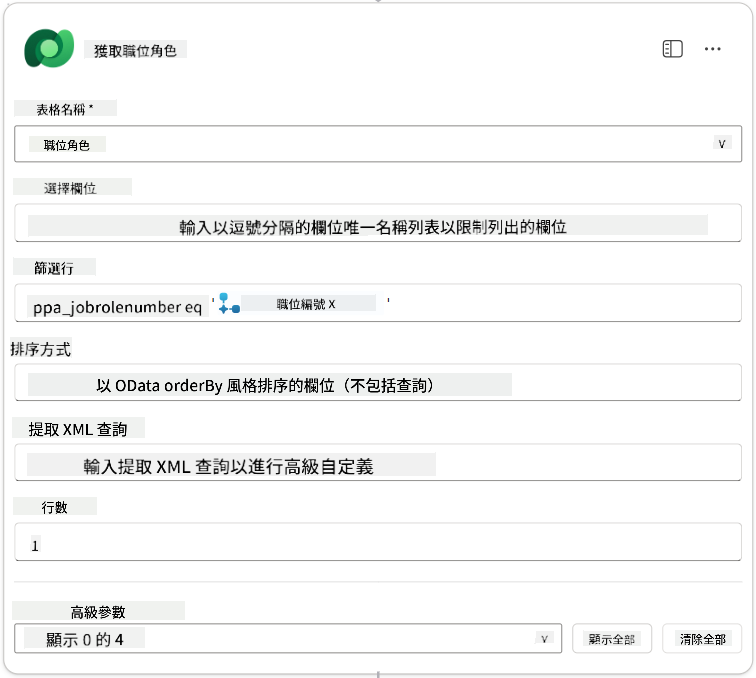 獲取職位角色
表格名稱 *
職位角色
選擇欄位
輸入以逗號分隔的欄位唯一名稱列表以限制列出的欄位
篩選行
ppa_jobrolenumber eq ' 職位編號 X '
排序方式
以 OData orderBy 風格排序的欄位（不包括查詢）
提取 XML 查詢
輸入提取 XML 查詢以進行高級自定義
行數
1
高級參數
顯示 0 的 4
顯示全部
清除全部